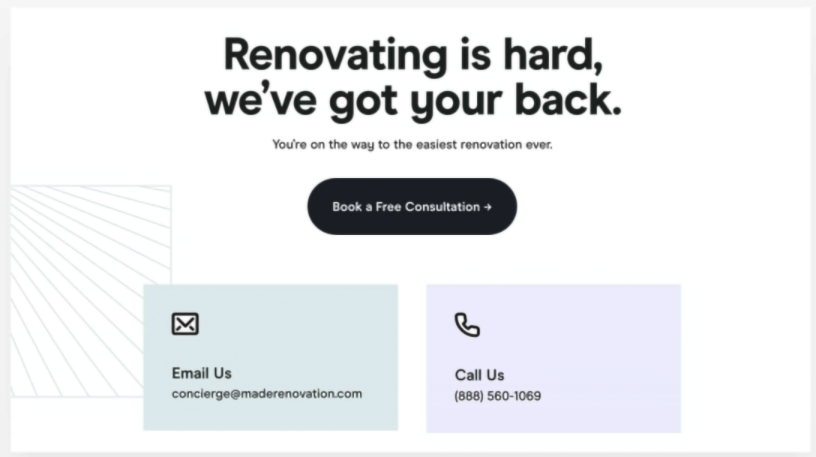 Renovating is hard,
we've got your back.
You're on the way to the easiest renovation ever.
Book a Free Consultation →
Email Us
concierge@maderenovation.com
Call Us
(888) 560-1069